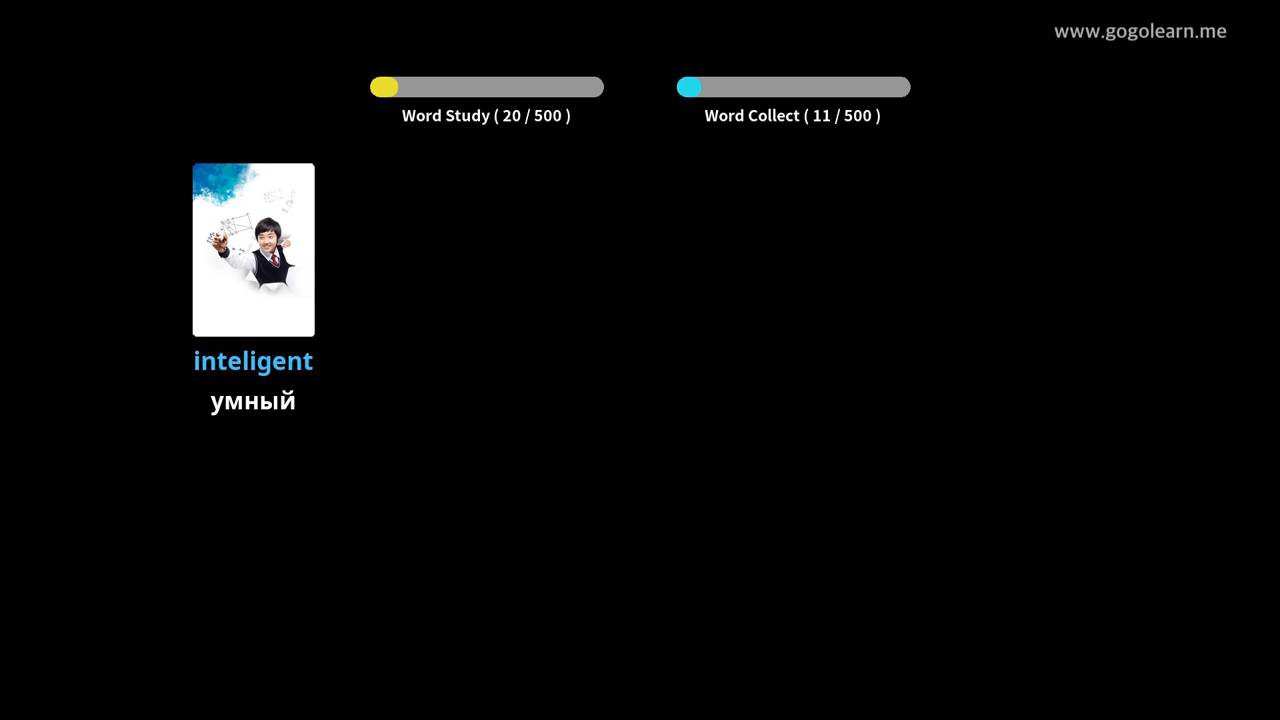 www.gogolearn.me
Word Study ( 20 / 500 )
Word Collect ( 11 / 500 )
inteligent
умный